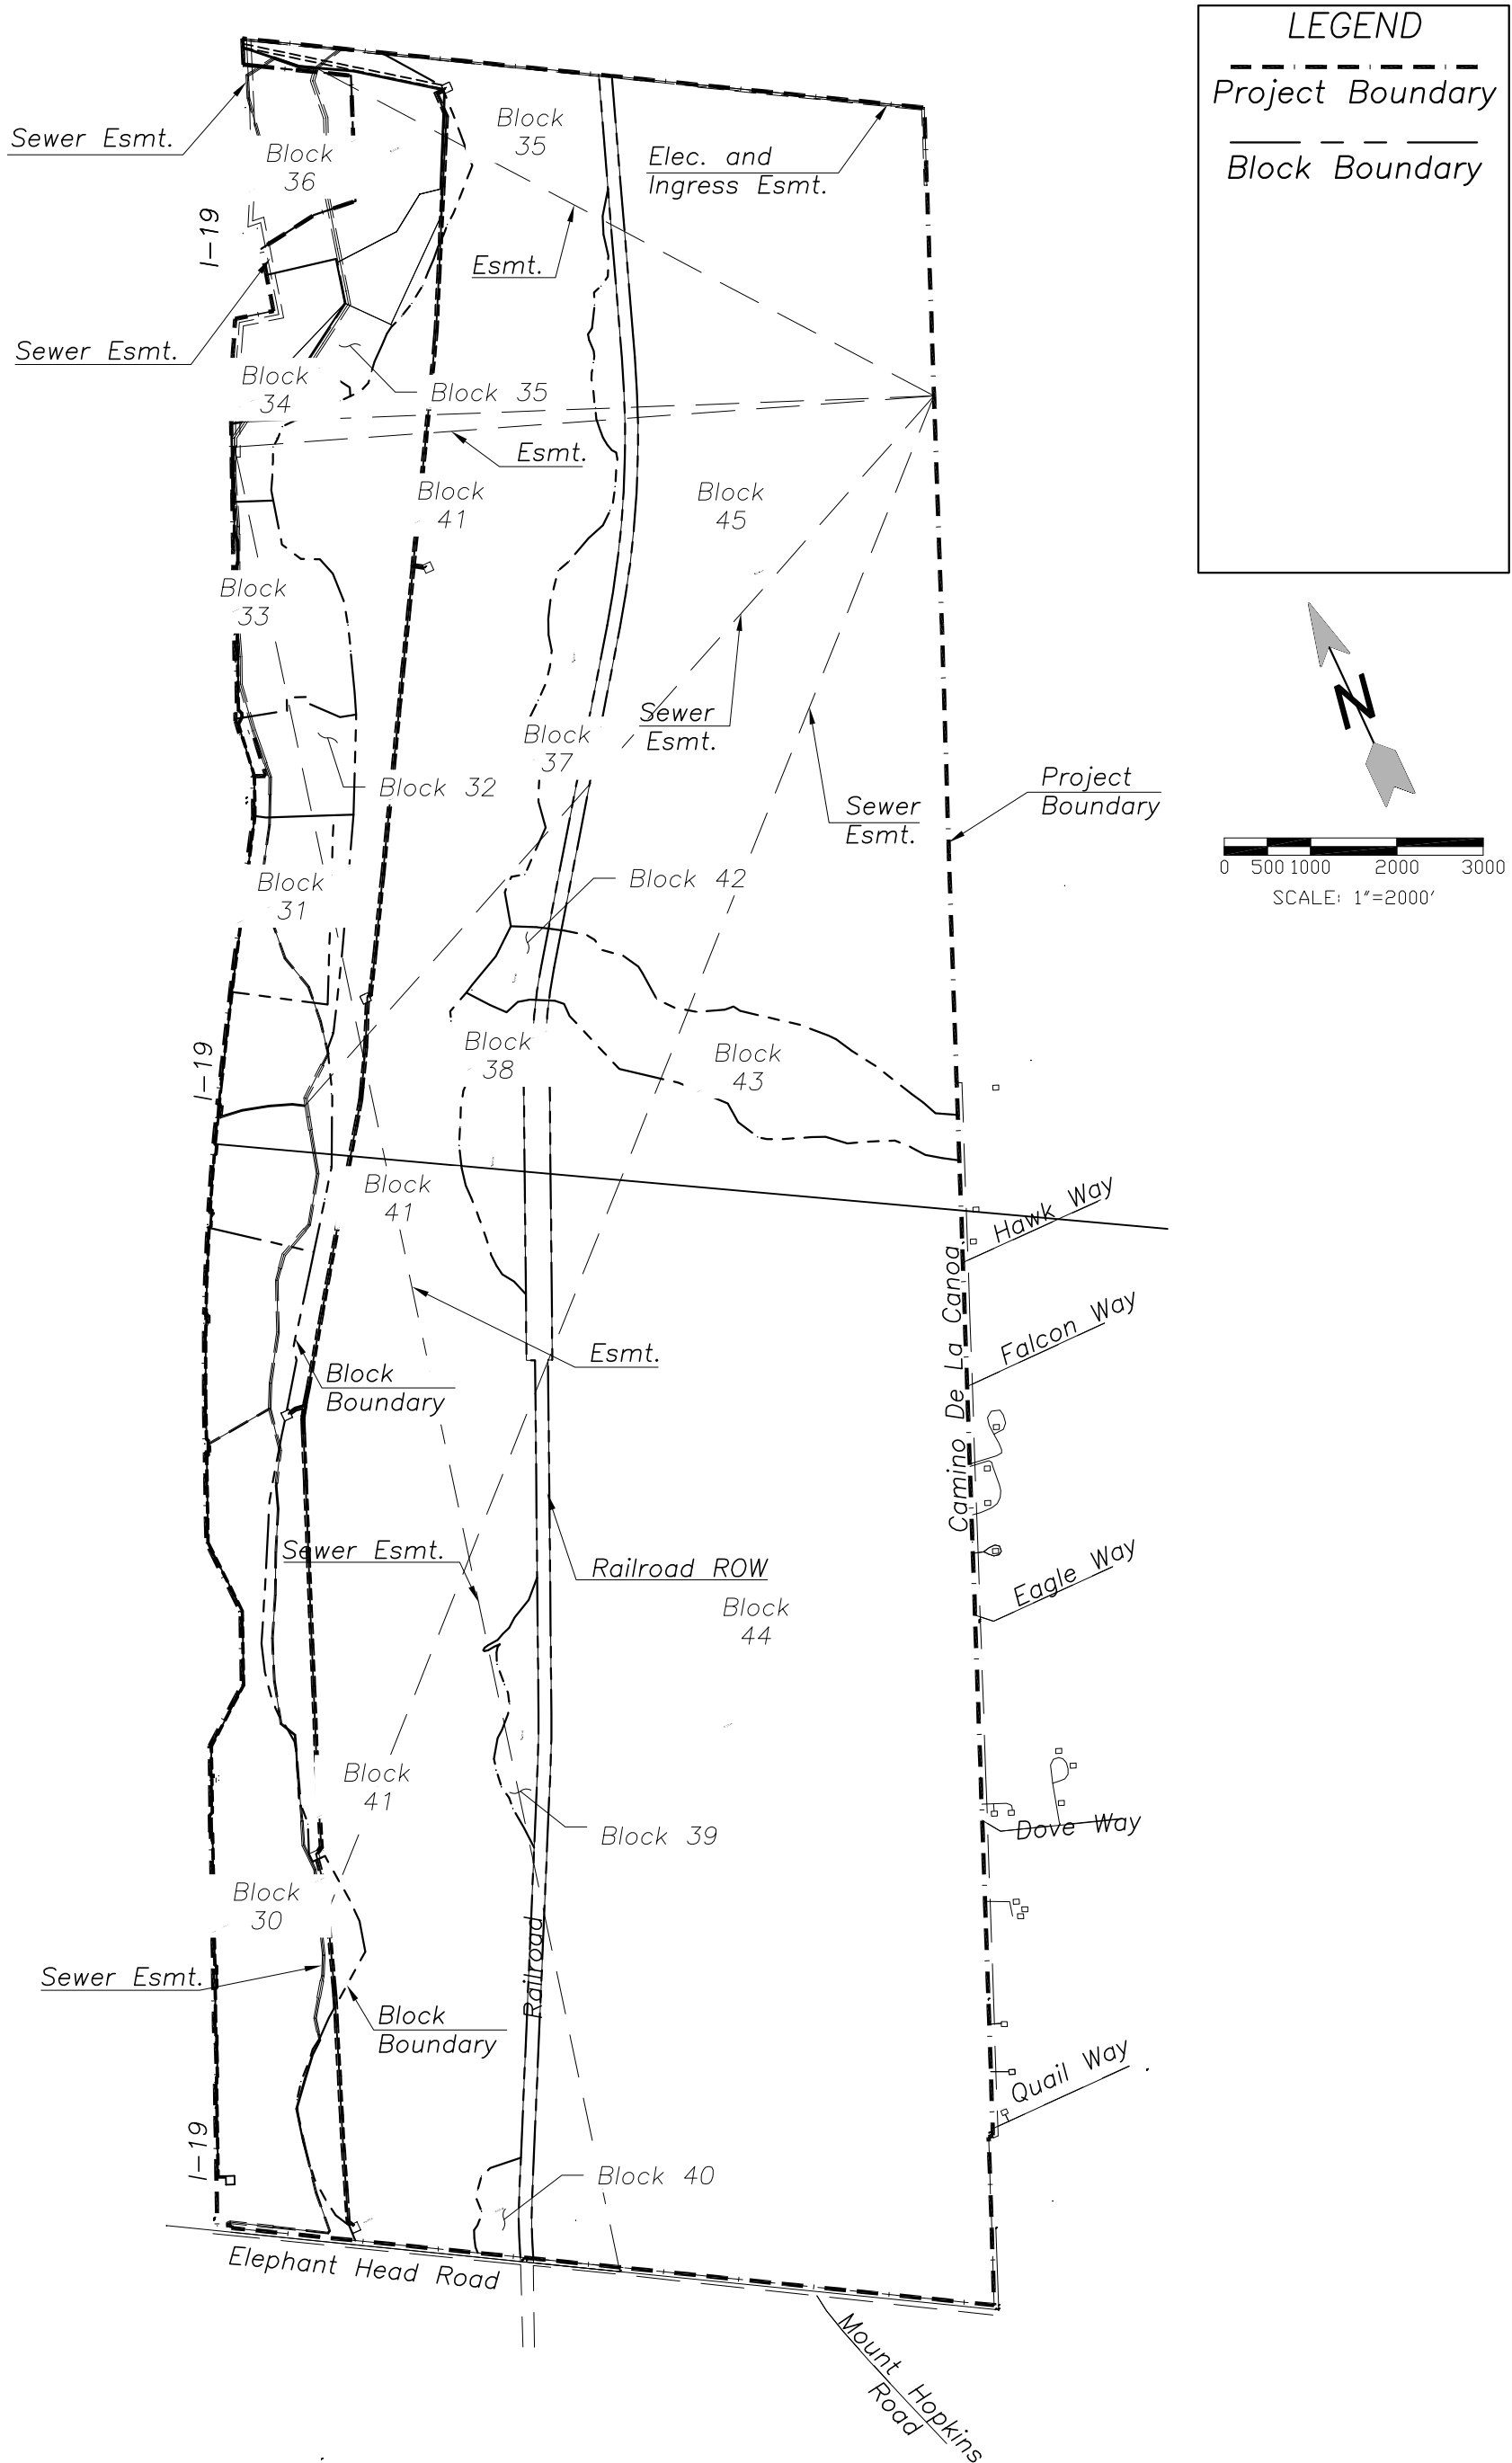 LEGEND
Project Boundary
Block Boundary
N
0 500 1000 2000 3000
SCALE: 1"=2000'
Block
35
Sewer Esmt.
Block
36
Elec. and
Ingress Esmt.
I-19
Esmt.
Sewer Esmt.
Block
34
Block 35
Esmt.
Block
41
Block
45
Block
33
Sewer
Esmt.
Block
37
Block 32
Project
Boundary
Sewer
Esmt.
Block
31
Block 42
I-19
Block
38
Block
43
Block
41
Hawk Way
Camino De La Canoa
Falcon Way
Esmt.
Block
Boundary
Sewer Esmt.
Railroad ROW
Eagle Way
Block
44
Block
41
Block 39
Dove Way
Block
30
Railroad
Sewer Esmt.
Block
Boundary
Quail Way
I-19
Block 40
Elephant Head Road
Mount Hopkins
Road